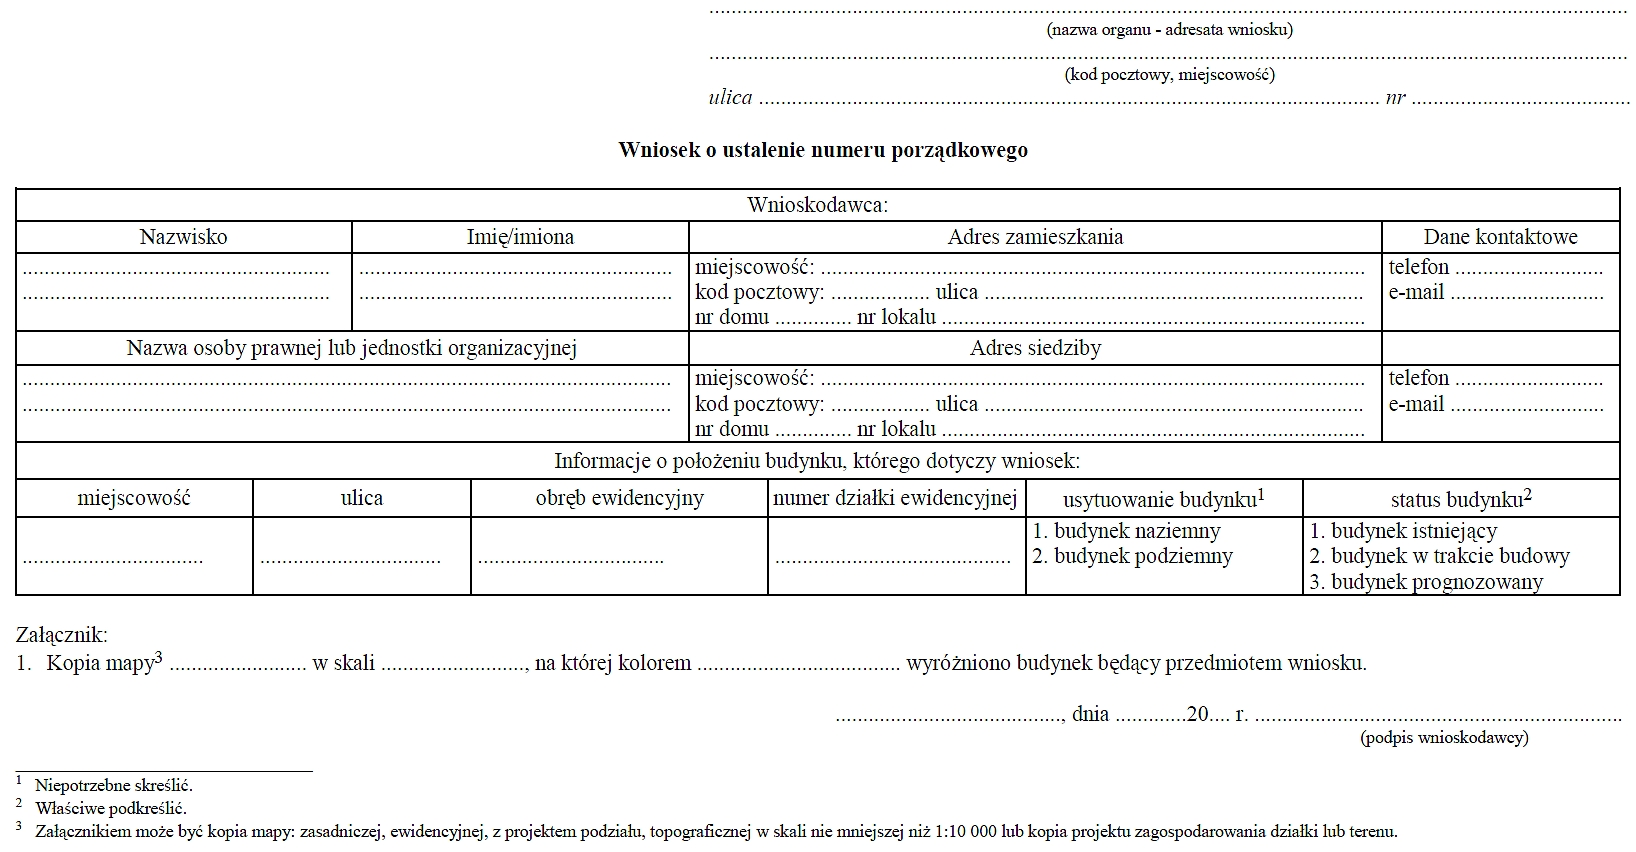 ................................................................................
(nazwa organu - adresata wniosku)
................................................................................
(kod pocztowy, miejscowość)
ulica ................................................................ nr ........................................
Wniosek o ustalenie numeru porządkowego
Wnioskodawca:
Nazwisko Imię/imiona Adres zamieszkania Dane kontaktowe
........................................................ ......................................................... miejscowość: ................................................................ telefon ...........................
........................................................ ......................................................... kod pocztowy: .................. ulica ..................................................................... e-mail ............................
nr domu .............. nr lokalu .............................................................................
Nazwa osoby prawnej lub jednostki organizacyjnej Adres siedziby
................................................................................ miejscowość: ................................................................ telefon ...........................
................................................................................ kod pocztowy: .................. ulica ..................................................................... e-mail ............................
nr domu .............. nr lokalu .............................................................................
Informacje o położeniu budynku, którego dotyczy wniosek:
miejscowość ulica obręb ewidencyjny numer działki ewidencyjnej usytuowanie budynku1 status budynku2
1. budynek naziemny 1. budynek istniejący
................................. ................................. .................................. ........................................... 2. budynek podziemny 2. budynek w trakcie budowy
3. budynek prognozowany
Załącznik:
1. Kopia mapy3 ......................... w skali .........................., na której kolorem ..................................... wyróżniono budynek będący przedmiotem wniosku.
........................................., dnia .............20.... r. ...................................................................
(podpis wnioskodawcy)
1 Niepotrzebne skreślić.
2 Właściwe podkreślić.
3 Załącznikiem może być kopia mapy: zasadniczej, ewidencyjnej, z projektem podziału, topograficznej w skali nie mniejszej niż 1:10 000 lub kopia projektu zagospodarowania działki lub terenu.